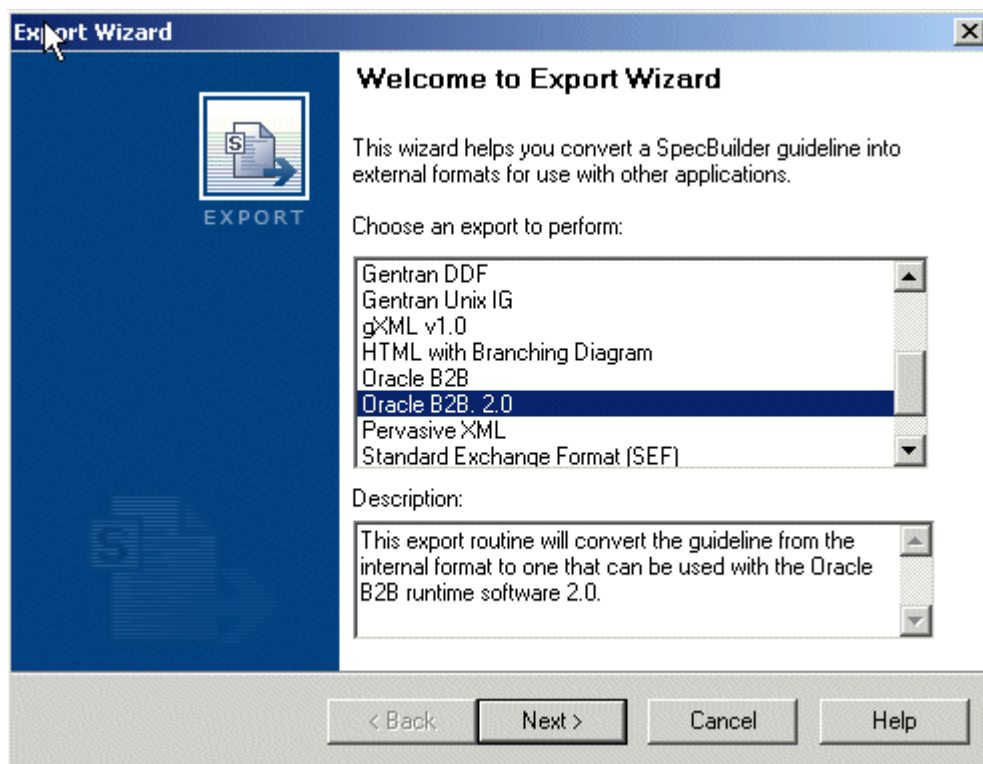 Export Wizard
Welcome to Export Wizard
This wizard helps you convert a SpecBuilder guideline into
external formats for use with other applications.
S
EXPORT
Choose an export to perform:
Gentran DDF
Gentran Unix IG
gXML v1.0
HTML with Branching Diagram
Oracle B2B
Oracle B2B. 2.0
Pervasive XML
Standard Exchange Format (SEF)
Description:
This export routine will convert the guideline from the
internal format to one that can be used with the Oracle
B2B runtime software 2.0.
S
< Back
Next >
Cancel
Help